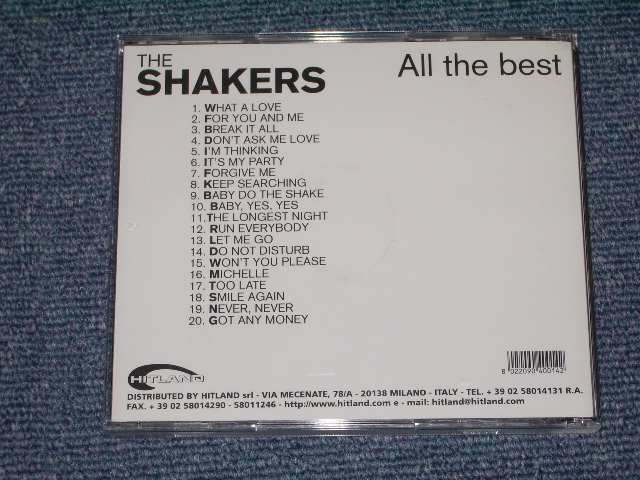 THE
SHAKERS
All the best
1. WHAT A LOVE
2. FOR YOU AND ME
3. BREAK IT ALL
4. DON'T ASK ME LOVE
5. I'M THINKING
6. IT'S MY PARTY
7. FORGIVE ME
8. KEEP SEARCHING
9. BABY DO THE SHAKE
10. BABY, YES, YES
11. THE LONGEST NIGHT
12. RUN EVERYBODY
13. LET ME GO
14. DO NOT DISTURB
15. WON'T YOU PLEASE
16. MICHELLE
17. TOO LATE
18. SMILE AGAIN
19. NEVER, NEVER
20. GOT ANY MONEY
HITLAND
8 022090 400142
DISTRIBUTED BY HITLAND srl - VIA MECENATE, 78/A - 20138 MILANO - ITALY - TEL. + 39 02 58014131 R.A.
FAX. + 39 02 58014290 - 58011246 - http://www.hitland.com e - mail: hitland@hitland.com